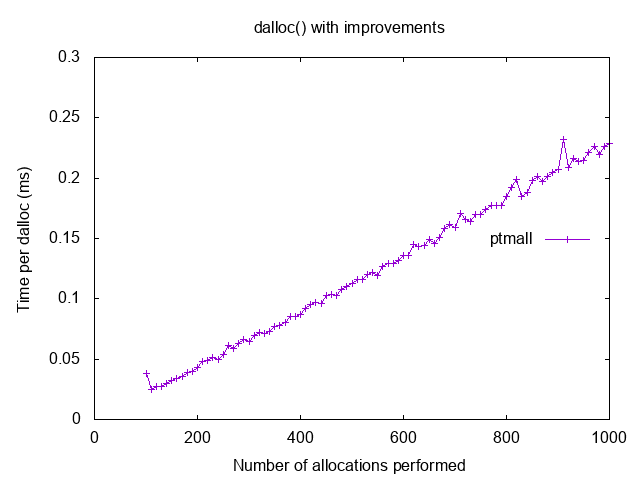 dalloc() with improvements
Time per dalloc (ms)
0.3
0.25
0.2
0.15
0.1
0.05
0
ptmall
0 200 400 600 800 1000
Number of allocations performed